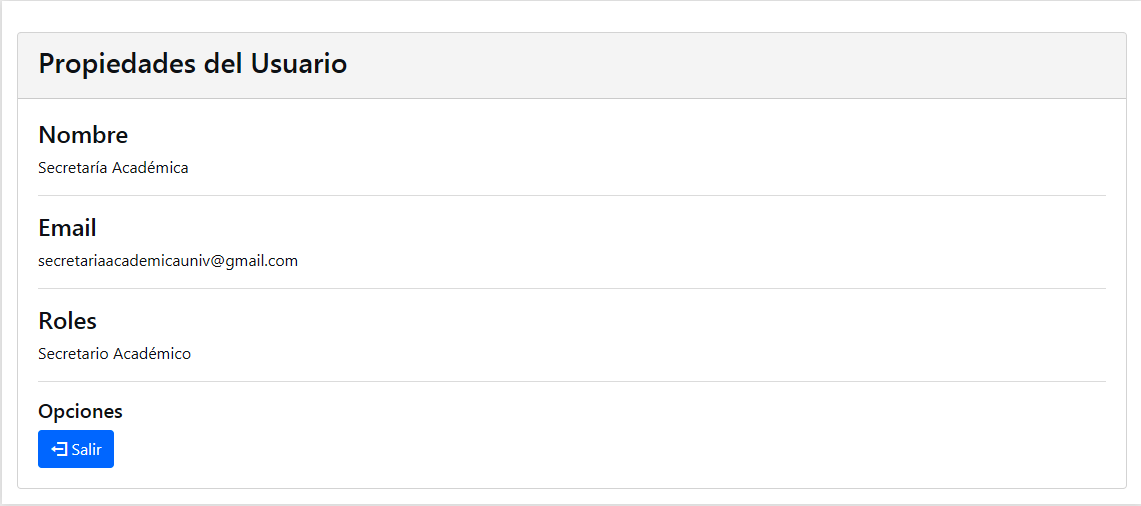 Propiedades del Usuario
Nombre
Secretaría Académica
Email
secretariaacademicauniv@gmail.com
Roles
Secretario Académico
Opciones
Salir